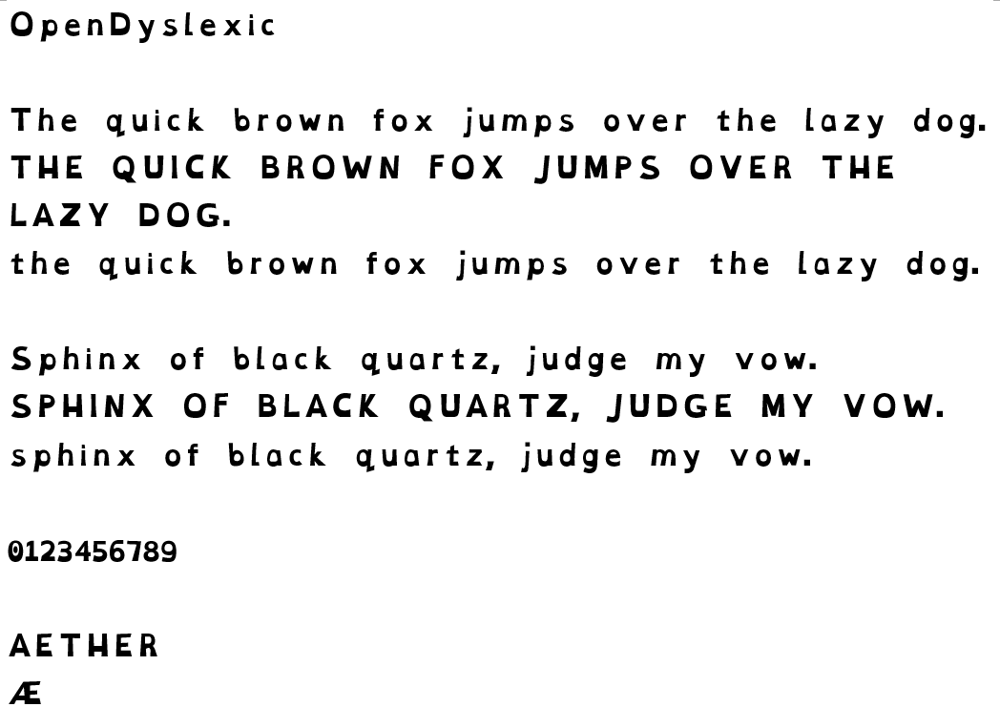 OpenDyslexic
The quick brown fox jumps over the lazy dog.
THE QUICK BROWN FOX JUMPS OVER THE
LAZY DOG.
the quick brown fox jumps over the lazy dog.
Sphinx of black quartz, judge my vow.
SPHINX OF BLACK QUARTZ, JUDGE MY VOW.
sphinx of black quartz, judge my vow.
0123456789
AETHER
Æ